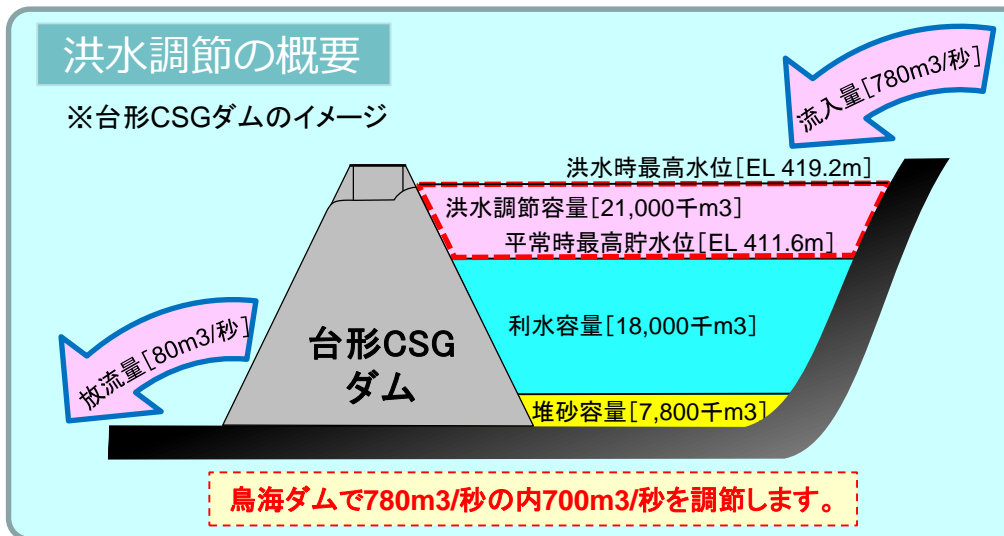 洪水調節の概要
※台形CSGダムのイメージ
流入量[780m3/秒]
洪水時最高水位[EL 419.2m]
洪水調節容量[21,000千m3]
平常時最高貯水位[EL 411.6m]
利水容量[18,000千m3]
台形CSG
ダム
放流量[80m3/秒]
堆砂容量[7,800千m3]
鳥海ダムで780m3/秒の内700m3/秒を調節します。